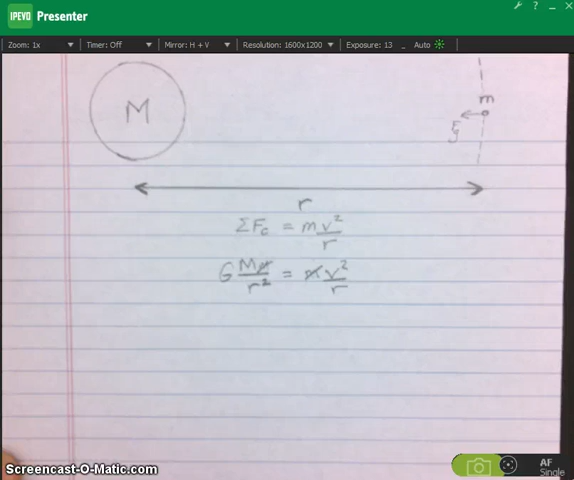 IPEVO Presenter
Zoom: 1x Timer: Off Mirror: H + V Resolution: 1600x1200 Exposure: 13 Auto
M
m
Fg
r
ΣFc = mv²/r
G Mm/r² = mv²/r
AF
Single
Screencast-O-Matic.com